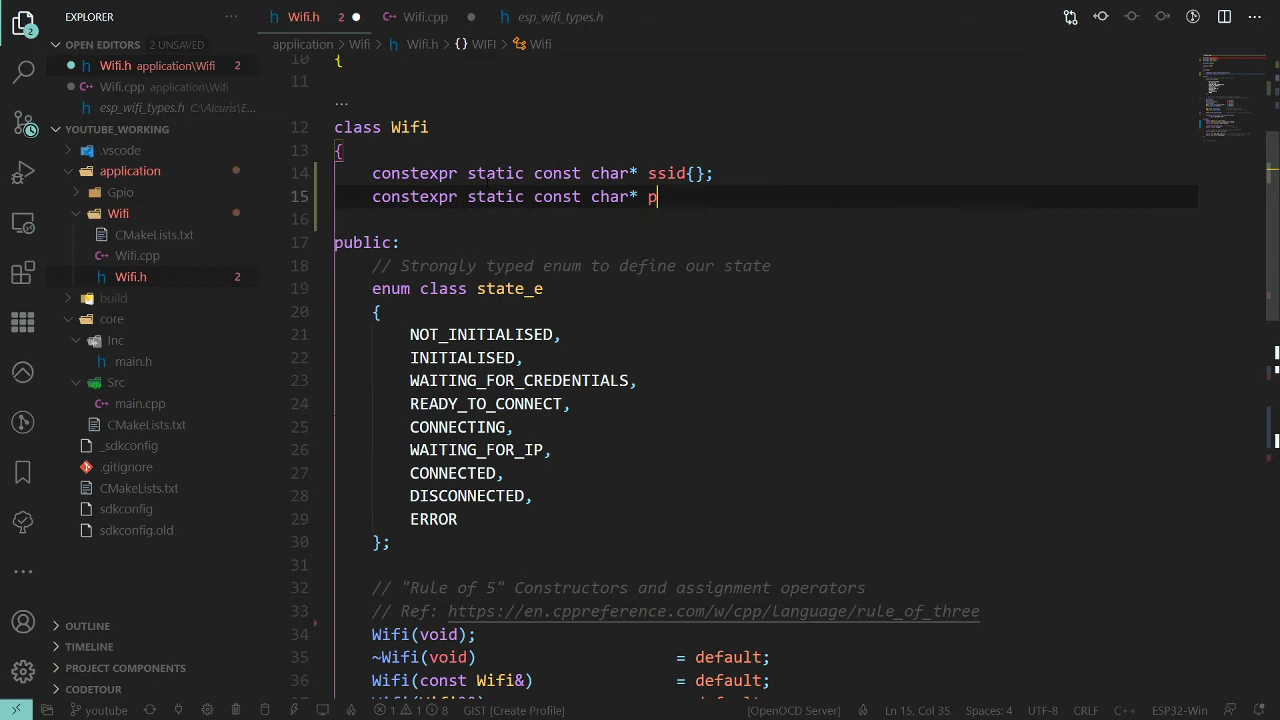 EXPLORER
Wifi.h 2
Wifi.cpp
esp_wifi_types.h
OPEN EDITORS 2 UNSAVED
Wifi.h application\Wifi 2
Wifi.cpp application\Wifi
esp_wifi_types.h C:\Alcuris\E...
YOUTUBE_WORKING
.vscode
application
Gpio
Wifi
CMakeLists.txt
Wifi.cpp
Wifi.h 2
build
core
Inc
main.h
Src
main.cpp
CMakeLists.txt
_sdkconfig
.gitignore
CMakeLists.txt
sdkconfig
sdkconfig.old
OUTLINE
TIMELINE
PROJECT COMPONENTS
CODETOUR
application > Wifi > Wifi.h > {} WIFI > Wifi
10 {
11
...
12 class Wifi
13 {
14 constexpr static const char* ssid{};
15 constexpr static const char* p
16
17 public:
18 // Strongly typed enum to define our state
19 enum class state_e
20 {
21 NOT_INITIALISED,
22 INITIALISED,
23 WAITING_FOR_CREDENTIALS,
24 READY_TO_CONNECT,
25 CONNECTING,
26 WAITING_FOR_IP,
27 CONNECTED,
28 DISCONNECTED,
29 ERROR
30 };
31
32 // "Rule of 5" Constructors and assignment operators
33 // Ref: https://en.cppreference.com/w/cpp/language/rule_of_three
34 Wifi(void);
35 ~Wifi(void) = default;
36 Wifi(const Wifi&) = default;
youtube
1 1 8
GIST [Create Profile]
[OpenOCD Server]
Ln 15, Col 35
Spaces: 4
UTF-8
CRLF
C++
ESP32-Win